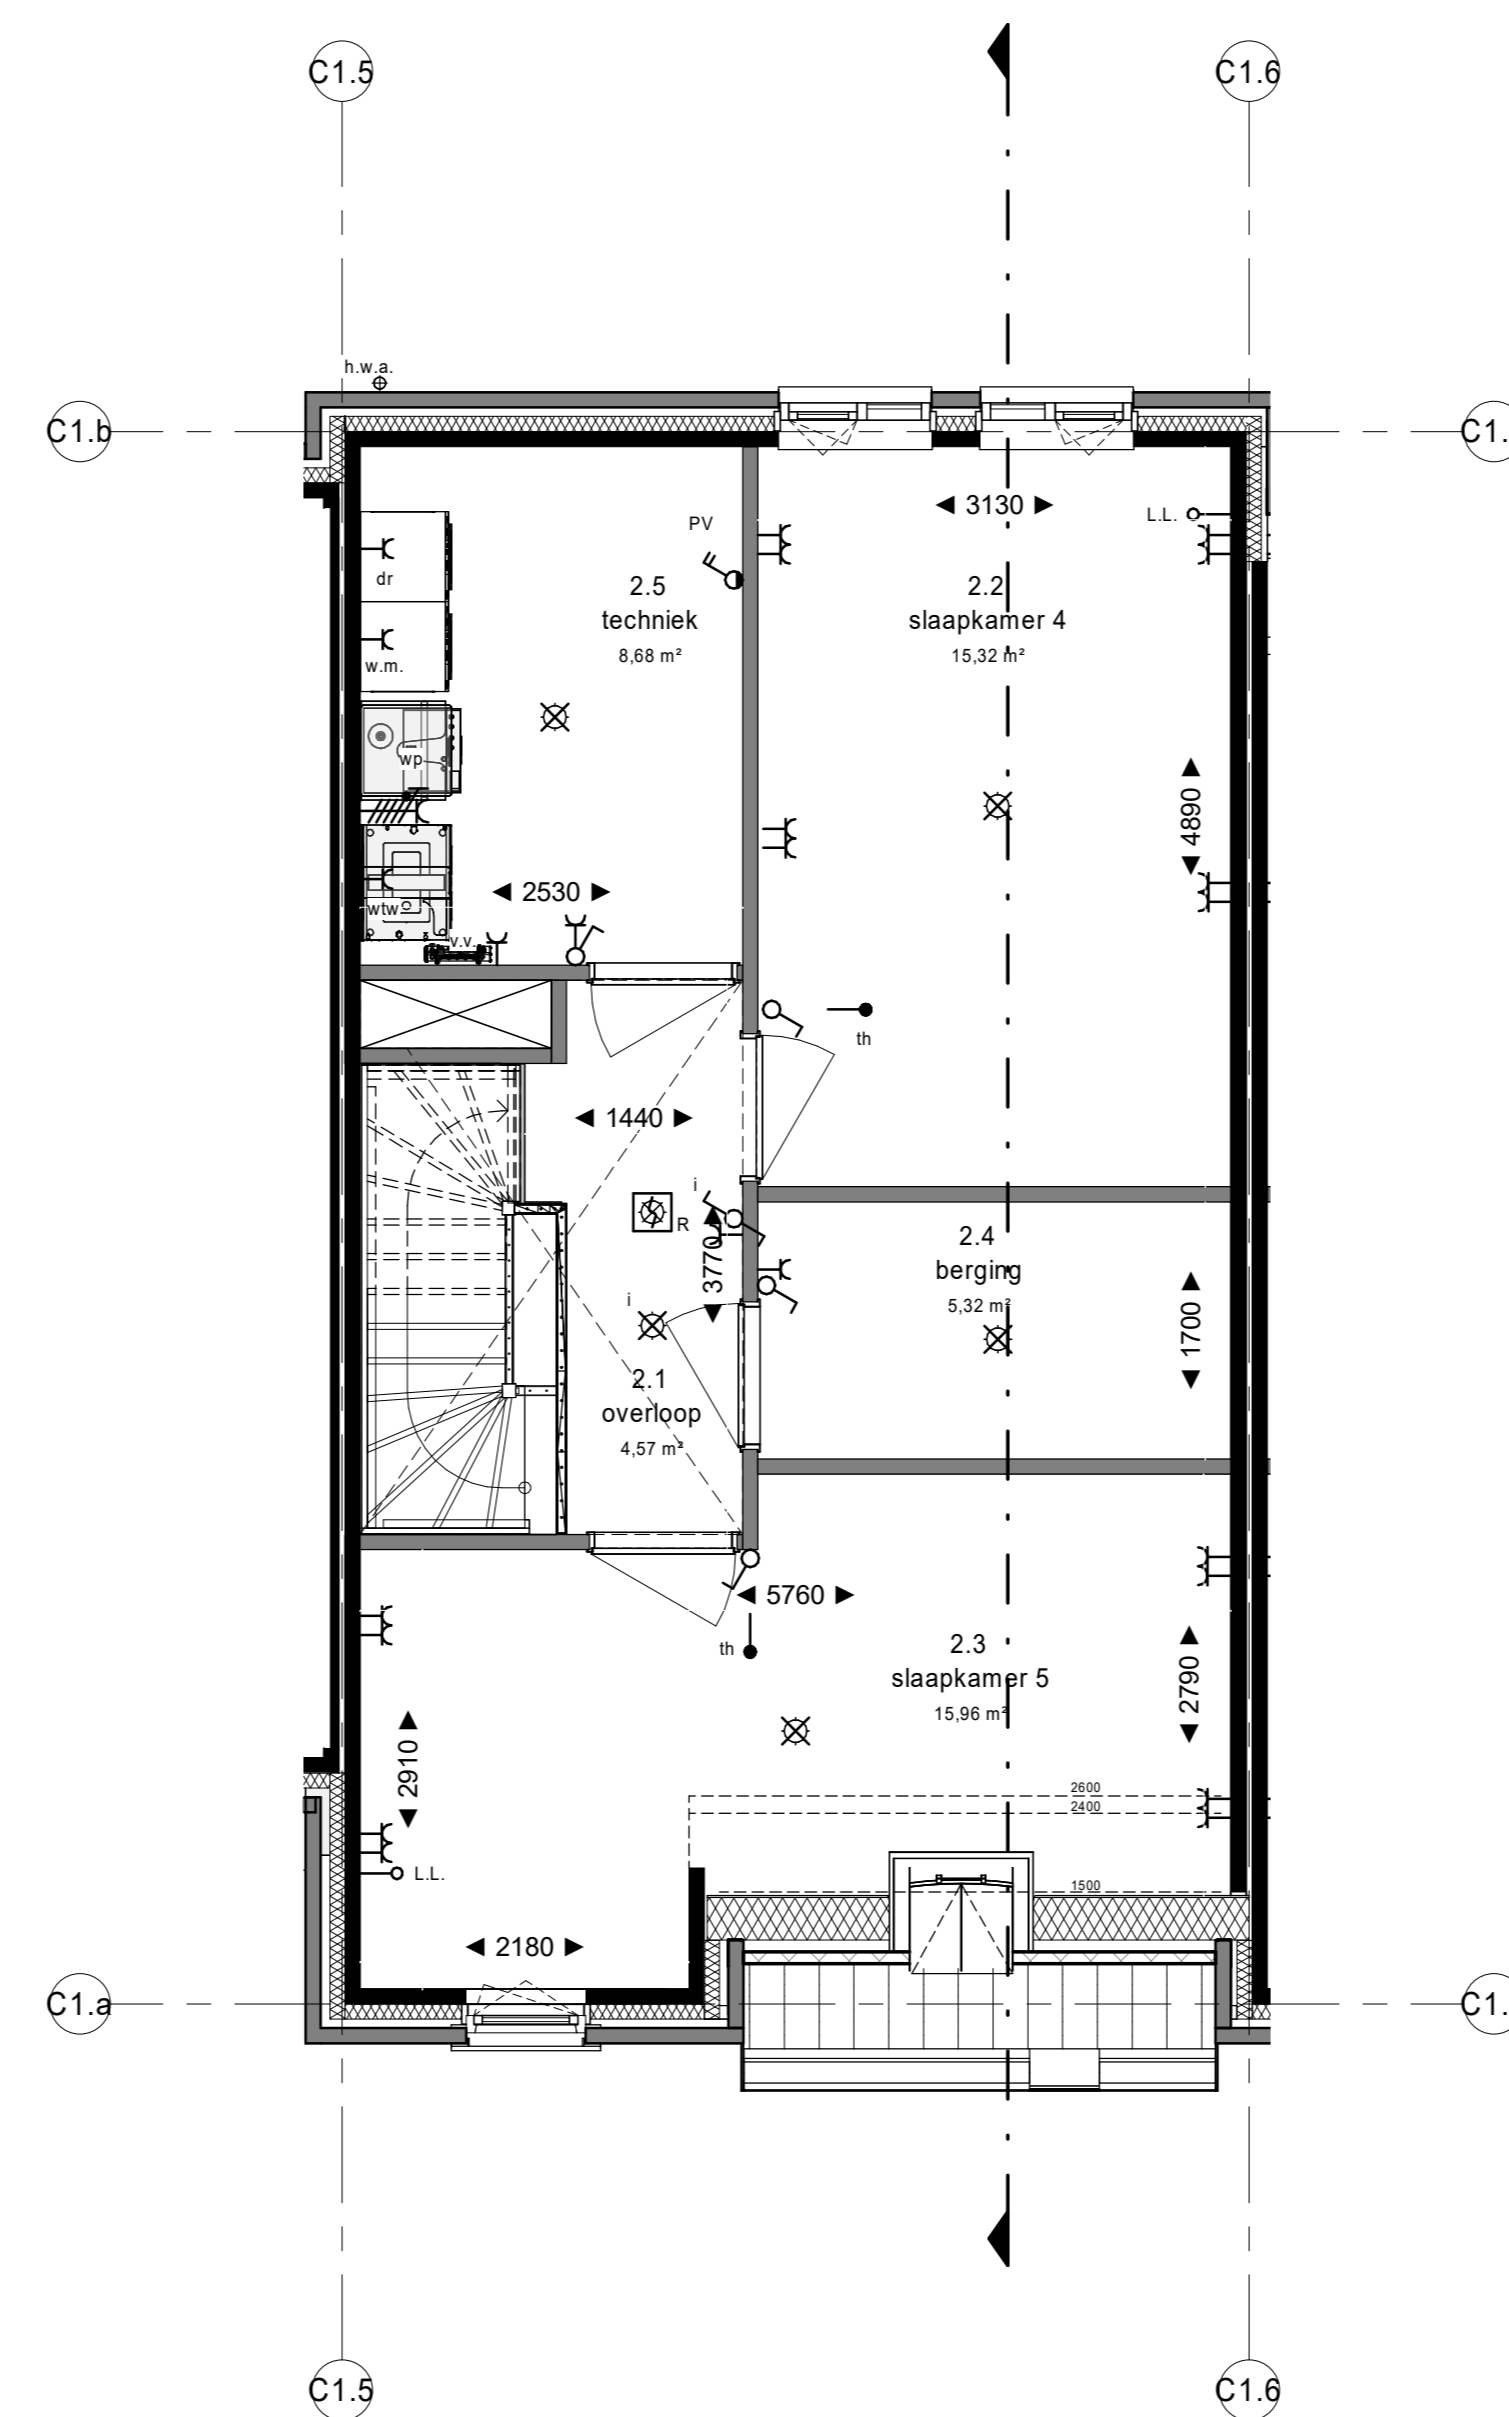 C1.5
C1.6
h.w.a.
C1.b
C1.
3130
L.L.
PV
dr
2.5
techniek
8,68 m²
2.2
slaapkamer 4
15,32 m²
w.m.
wp
4890
2530
wtw
v.v.
th
1440
i
R
3770
2.4
berging
5,32 m²
1700
i
2.1
overloop
4,57 m²
5760
th
2.3
slaapkamer 5
15,96 m²
2790
2910
2600
2400
L.L.
1500
2180
C1.a
C1.
C1.5
C1.6